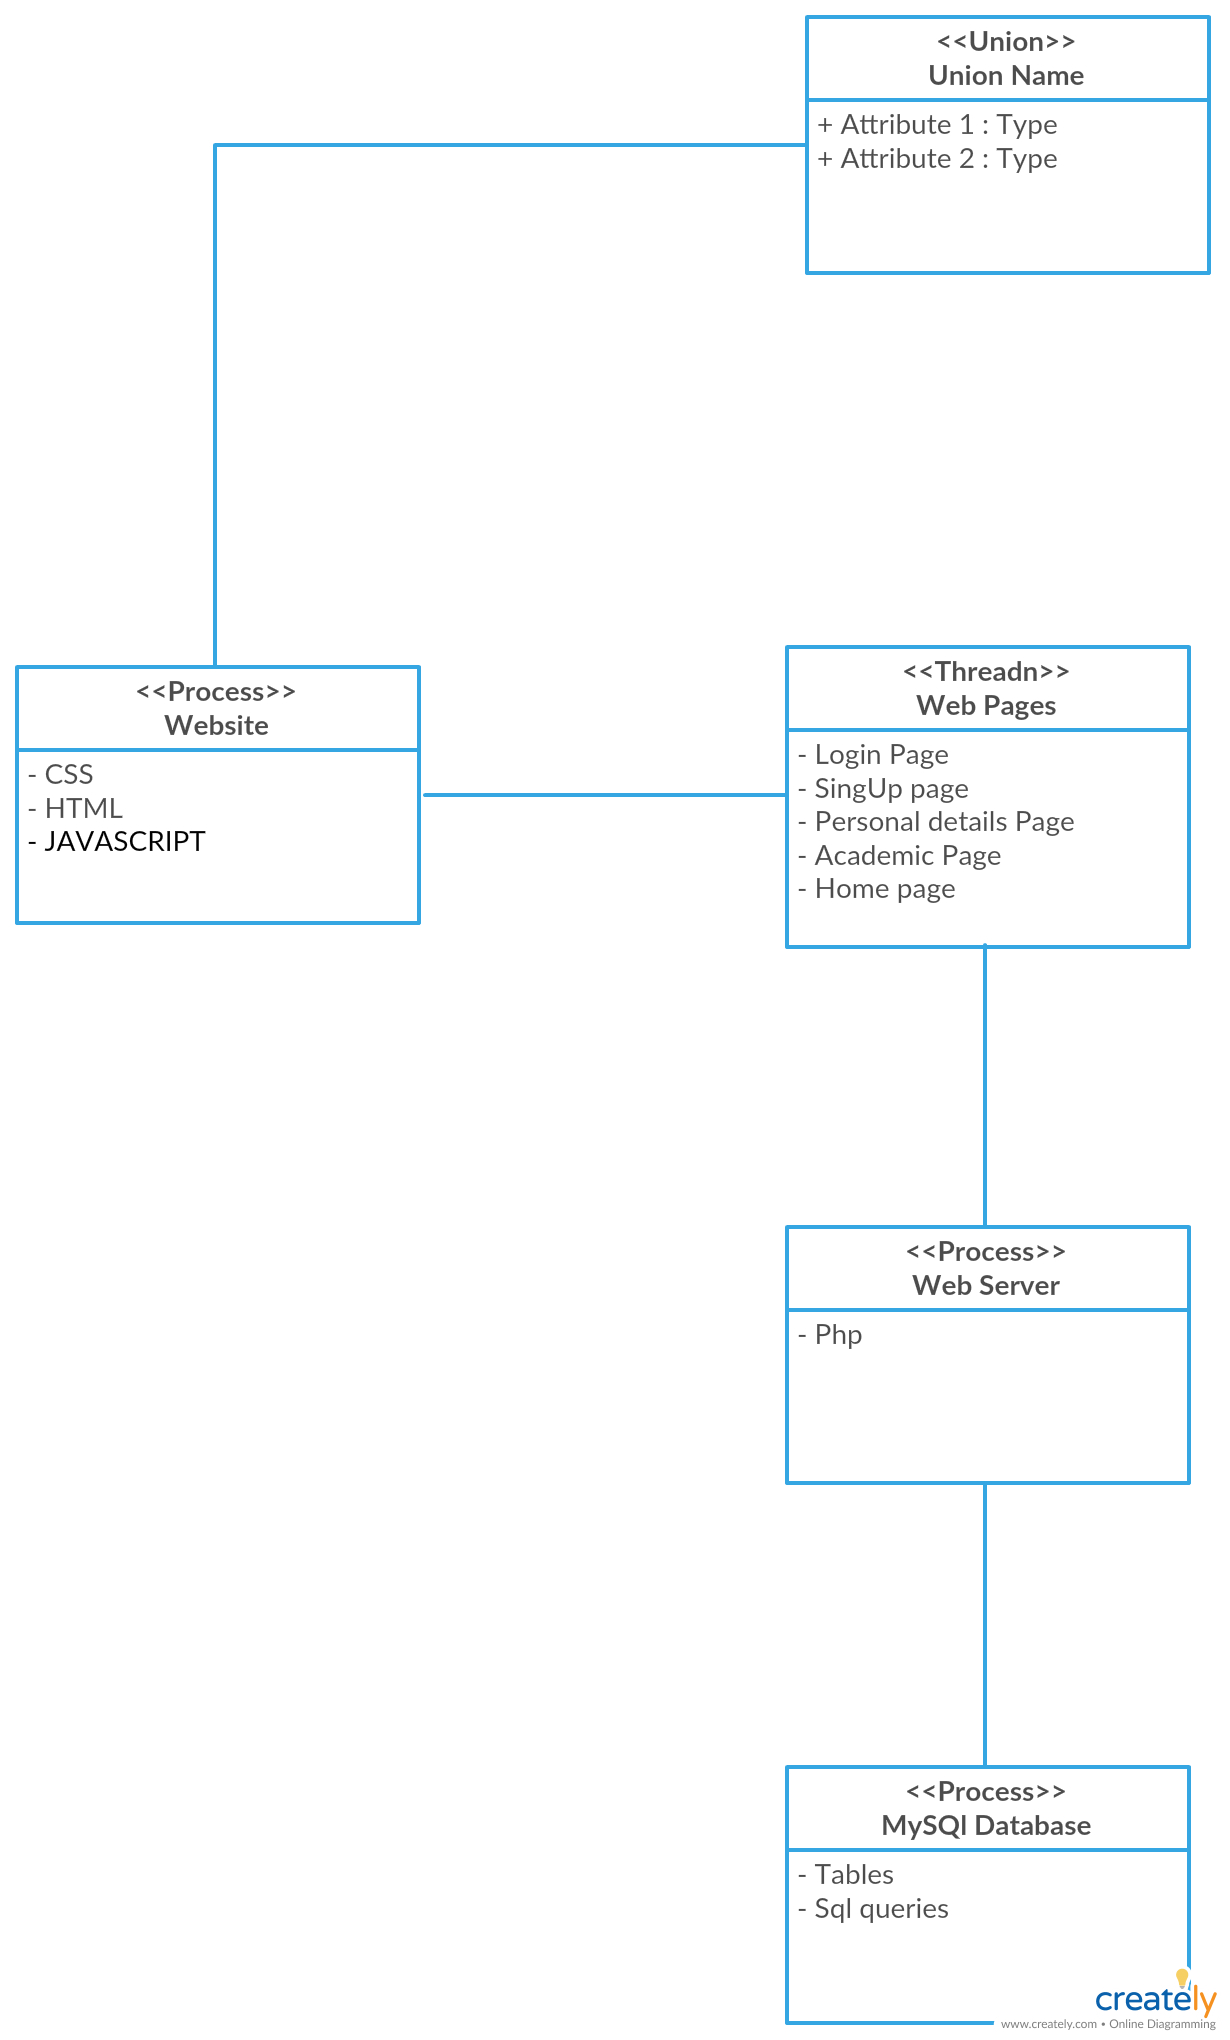 <<Union>>
Union Name
+ Attribute 1 : Type
+ Attribute 2 : Type
<<Process>>
Website
- CSS
- HTML
- JAVASCRIPT
<<Threadn>>
Web Pages
- Login Page
- SingUp page
- Personal details Page
- Academic Page
- Home page
<<Process>>
Web Server
- Php
<<Process>>
MySQl Database
- Tables
- Sql queries
creately
www.creately.com • Online Diagramming